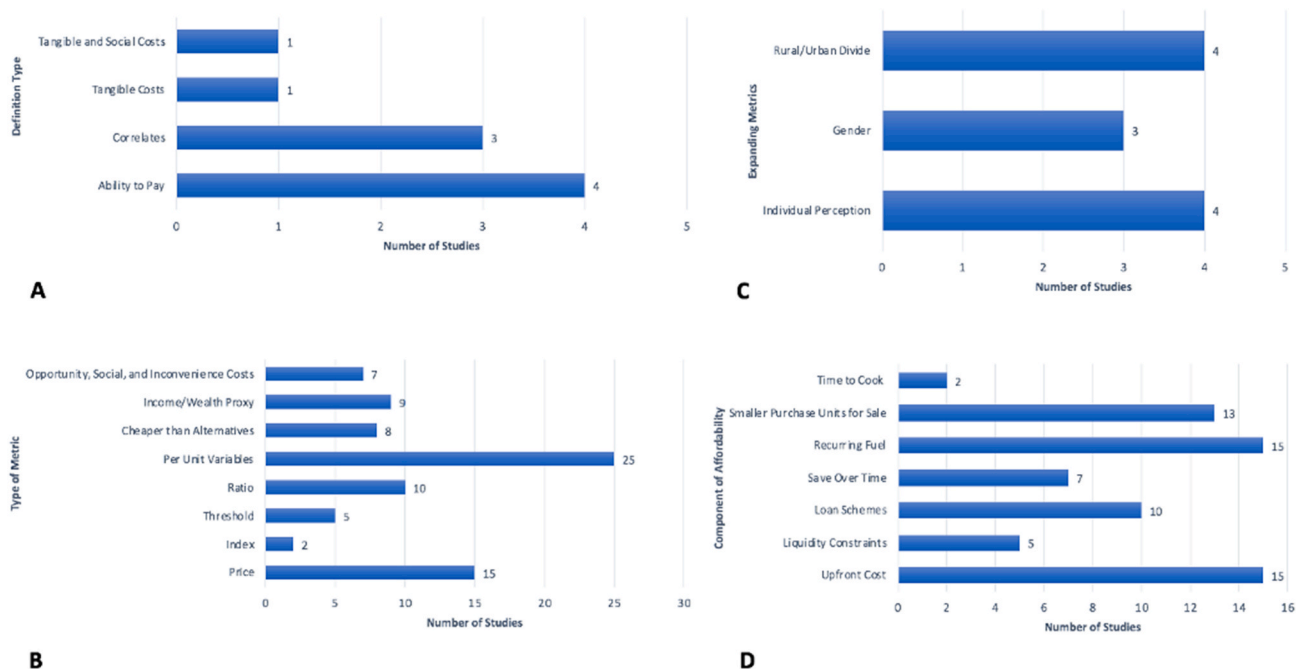 Definition Type
Tangible and Social Costs
1
Tangible Costs
1
Correlates
3
Ability to Pay
4
0 1 2 3 4 5
Number of Studies
A
Expanding Metrics
Rural/Urban Divide
4
Gender
3
Individual Perception
4
0 1 2 3 4 5
Number of Studies
C
Type of Metric
Opportunity, Social, and Inconvenience Costs
7
Income/Wealth Proxy
9
Cheaper than Alternatives
8
Per Unit Variables
25
Ratio
10
Threshold
5
Index
2
Price
15
0 5 10 15 20 25 30
Number of Studies
B
Component of Affordability
Time to Cook
2
Smaller Purchase Units for Sale
13
Recurring Fuel
15
Save Over Time
7
Loan Schemes
10
Liquidity Constraints
5
Upfront Cost
15
0 2 4 6 8 10 12 14 16
Number of Studies
D